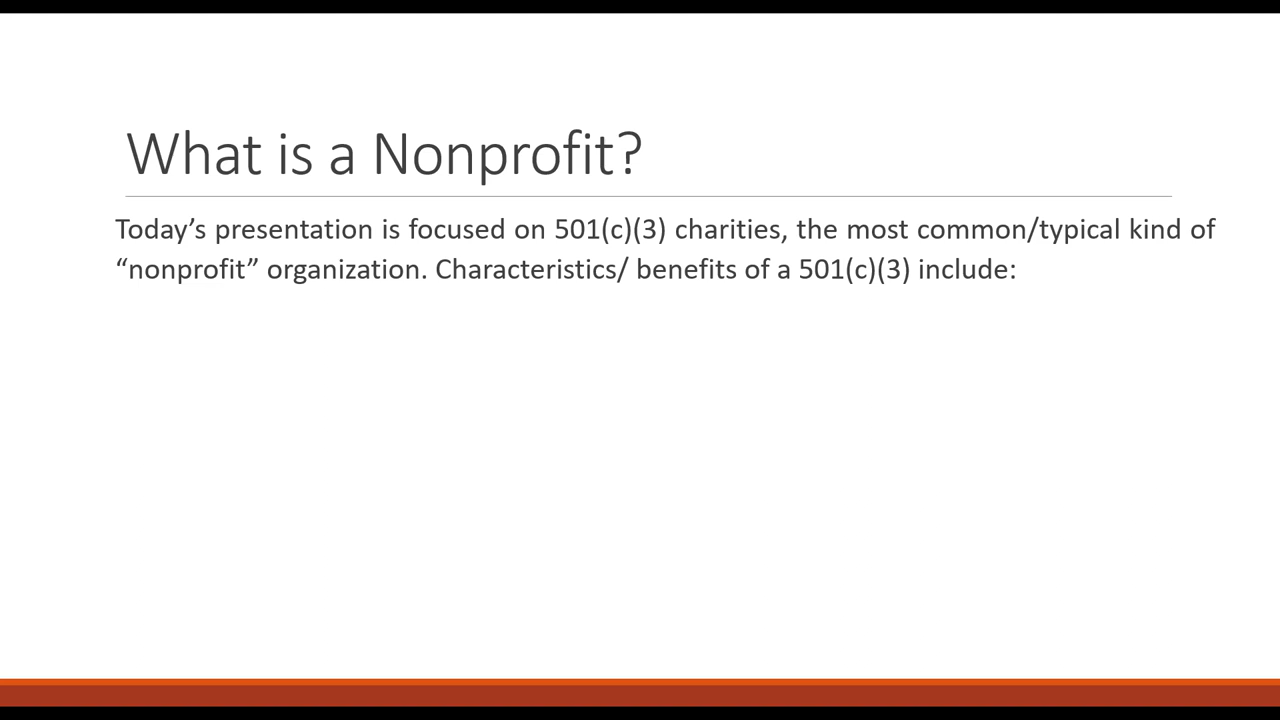 What is a Nonprofit?
Today’s presentation is focused on 501(c)(3) charities, the most common/typical kind of
“nonprofit” organization. Characteristics/ benefits of a 501(c)(3) include: